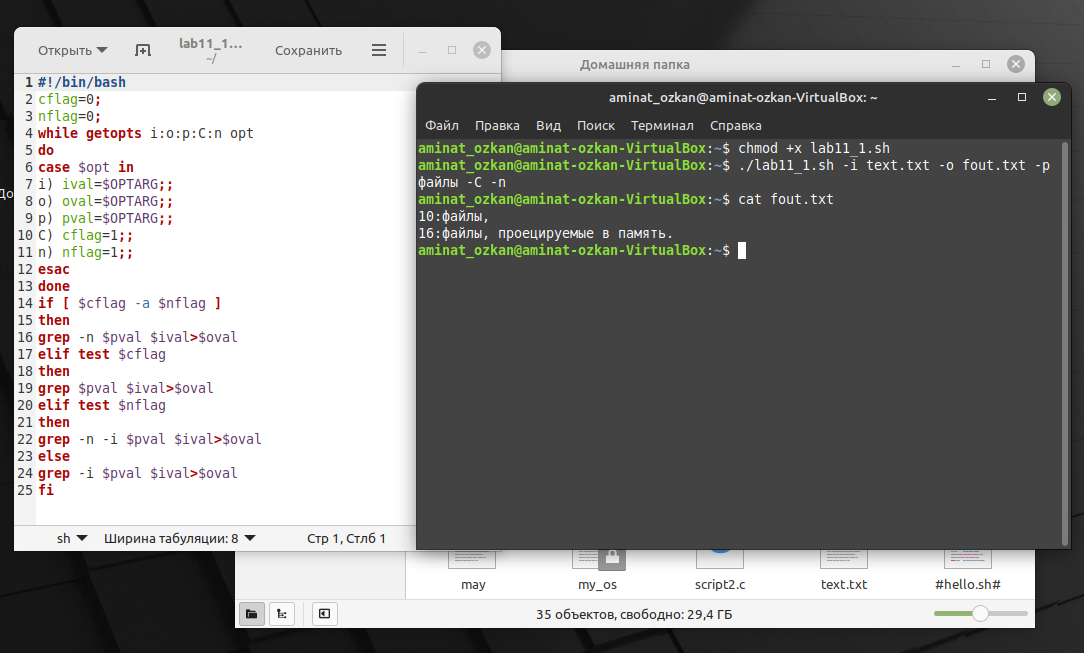 Открыть
lab11_1...
~/
Сохранить
1 #!/bin/bash
2 cflag=0;
3 nflag=0;
4 while getopts i:o:p:C:n opt
5 do
6 case $opt in
7 i) ival=$OPTARG;;
8 o) oval=$OPTARG;;
9 p) pval=$OPTARG;;
10 C) cflag=1;;
11 n) nflag=1;;
12 esac
13 done
14 if [ $cflag -a $nflag ]
15 then
16 grep -n $pval $ival>$oval
17 elif test $cflag
18 then
19 grep $pval $ival>$oval
20 elif test $nflag
21 then
22 grep -n -i $pval $ival>$oval
23 else
24 grep -i $pval $ival>$oval
25 fi
sh Ширина табуляции: 8 Стр 1, Стлб 1
Домашняя папка
aminat_ozkan@aminat-ozkan-VirtualBox: ~
Файл Правка Вид Поиск Терминал Справка
aminat_ozkan@aminat-ozkan-VirtualBox:~$ chmod +x lab11_1.sh
aminat_ozkan@aminat-ozkan-VirtualBox:~$ ./lab11_1.sh -i text.txt -o fout.txt -p
файлы -C -n
aminat_ozkan@aminat-ozkan-VirtualBox:~$ cat fout.txt
10:файлы,
16:файлы, проецируемые в память.
aminat_ozkan@aminat-ozkan-VirtualBox:~$
may my_os script2.c text.txt #hello.sh#
35 объектов, свободно: 29,4 ГБ